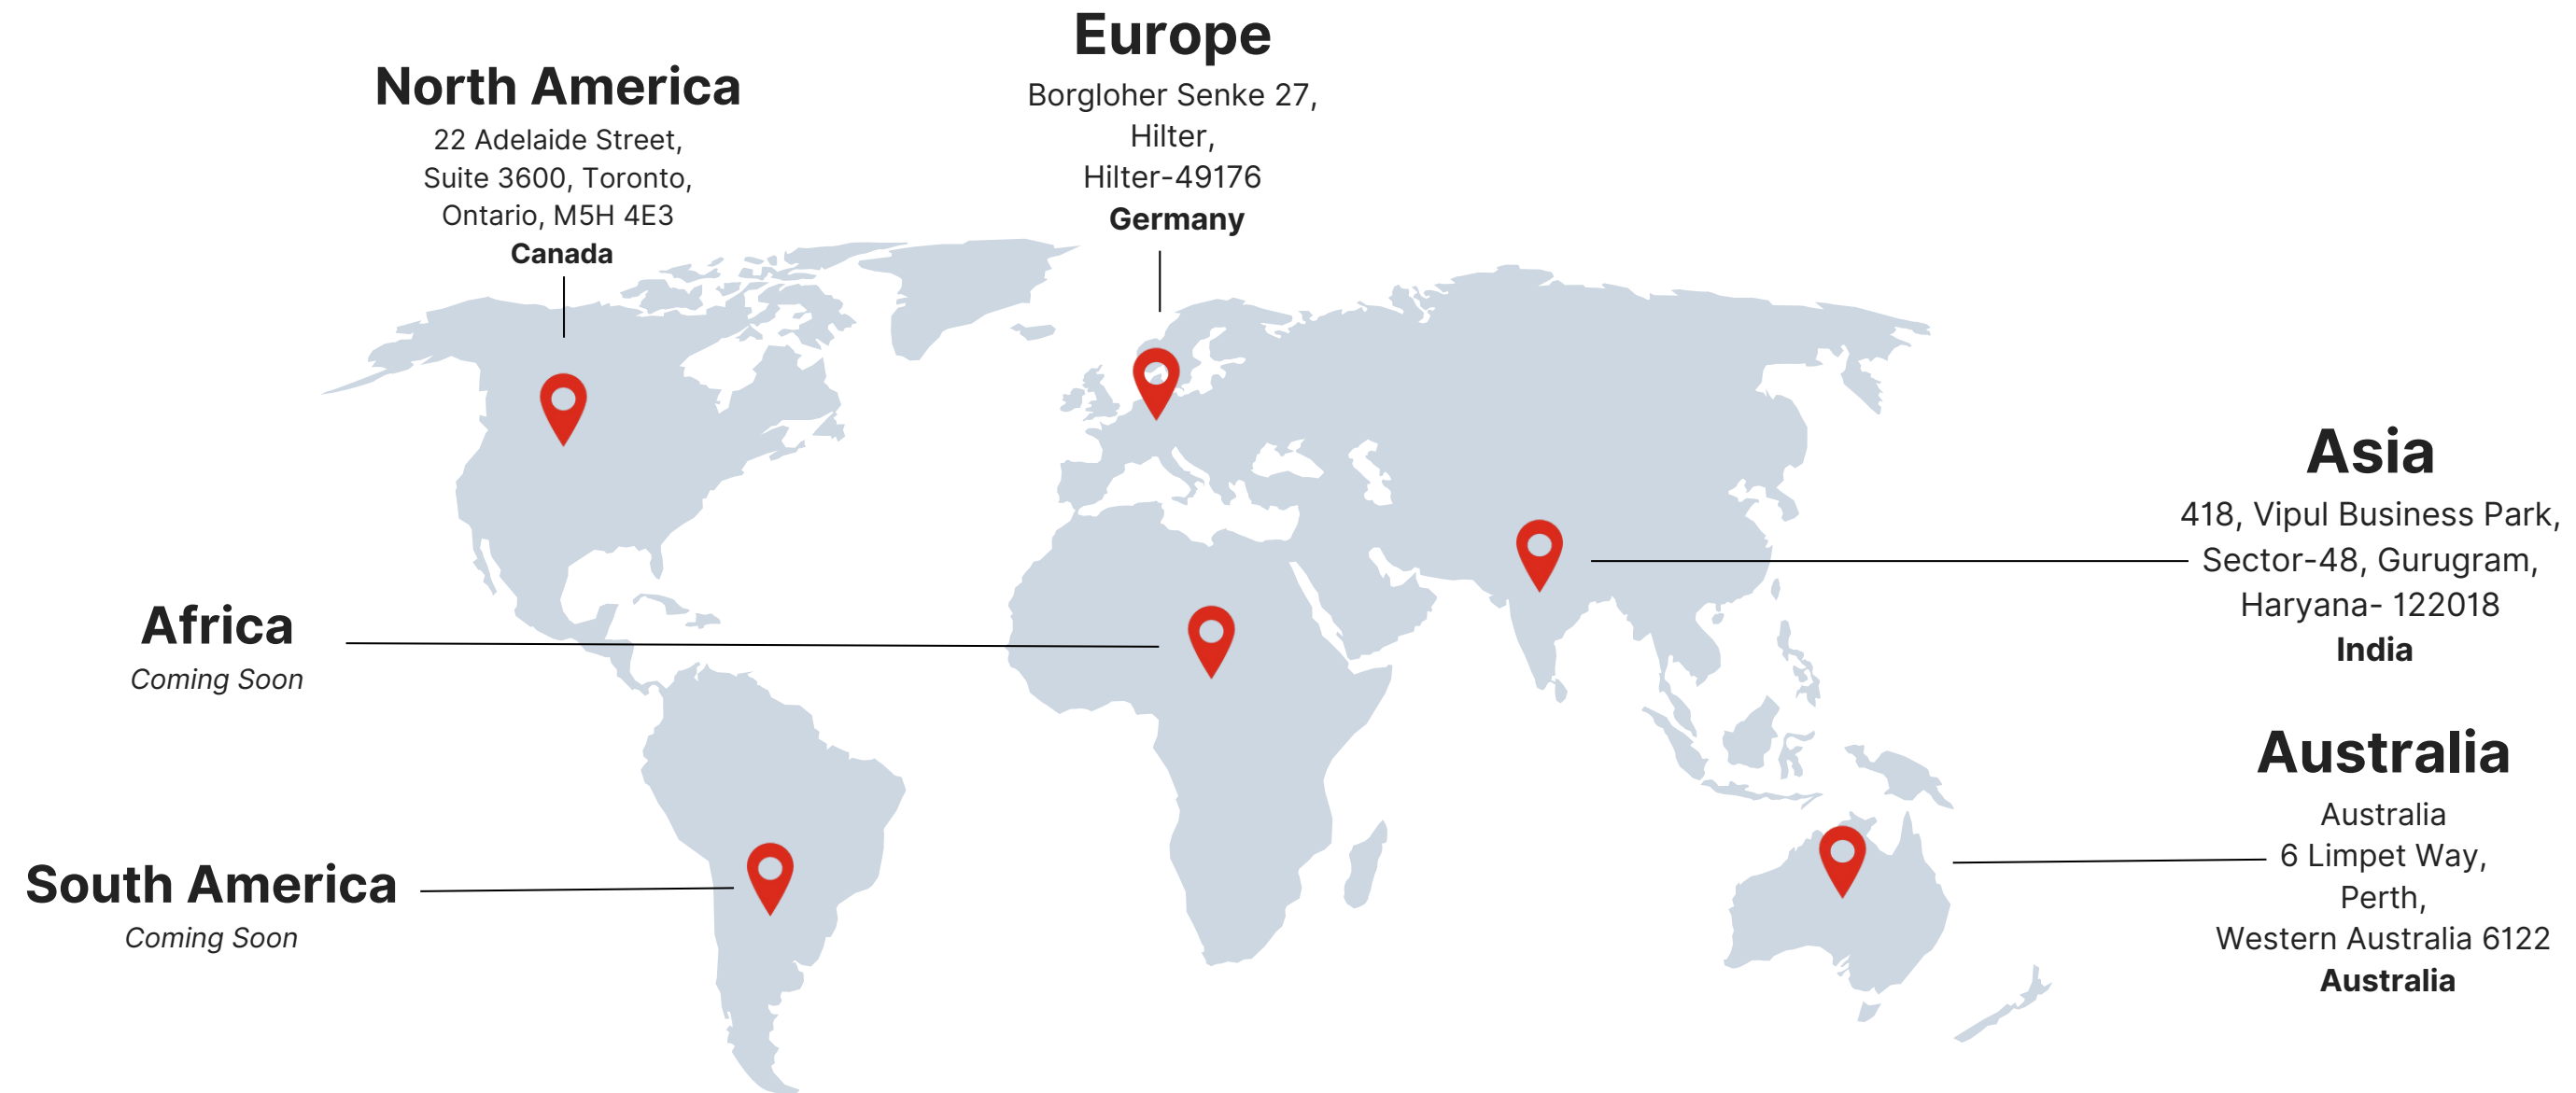 Europe
Borgloher Senke 27,
Hilter,
Hilter-49176
Germany
North America
22 Adelaide Street,
Suite 3600, Toronto,
Ontario, M5H 4E3
Canada
Asia
418, Vipul Business Park,
Sector-48, Gurugram,
Haryana- 122018
India
Africa
Coming Soon
Australia
Australia
6 Limpet Way,
Perth,
Western Australia 6122
Australia
South America
Coming Soon